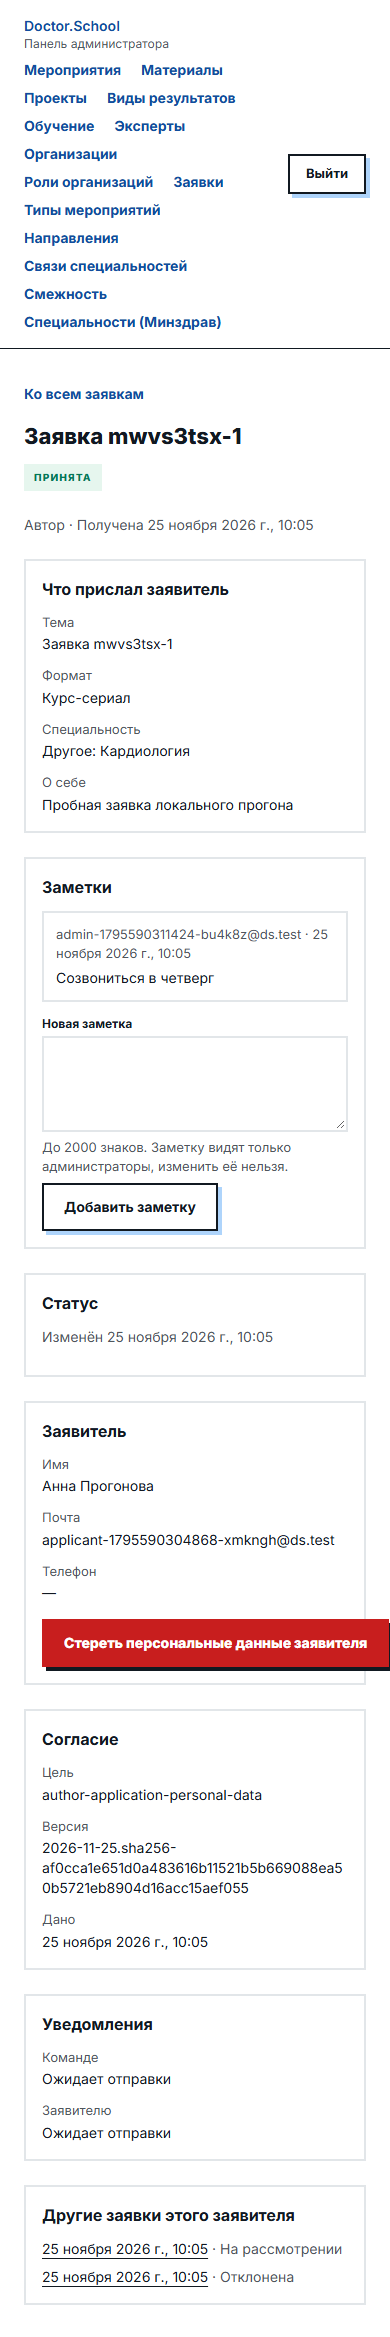 Doctor.School
Панель администратора
Мероприятия Материалы
Проекты Виды результатов
Обучение Эксперты
Организации
Роли организаций Заявки
Типы мероприятий
Направления
Связи специальностей
Смежность
Специальности (Минздрав)
Выйти
Ко всем заявкам
Заявка mwvs3tsx-1
ПРИНЯТА
Автор · Получена 25 ноября 2026 г., 10:05
Что прислал заявитель
Тема
Заявка mwvs3tsx-1
Формат
Курс-сериал
Специальность
Другое: Кардиология
О себе
Пробная заявка локального прогона
Заметки
admin-1795590311424-bu4k8z@ds.test · 25
ноября 2026 г., 10:05
Созвониться в четверг
Новая заметка
До 2000 знаков. Заметку видят только
администраторы, изменить её нельзя.
Добавить заметку
Статус
Изменён 25 ноября 2026 г., 10:05
Заявитель
Имя
Анна Прогонова
Почта
applicant-1795590304868-xmkngh@ds.test
Телефон
—
Стереть персональные данные заявителя
Согласие
Цель
author-application-personal-data
Версия
2026-11-25.sha256-
af0cca1e651d0a483616b11521b5b669088ea5
0b5721eb8904d16acc15aef055
Дано
25 ноября 2026 г., 10:05
Уведомления
Команде
Ожидает отправки
Заявителю
Ожидает отправки
Другие заявки этого заявителя
25 ноября 2026 г., 10:05 · На рассмотрении
25 ноября 2026 г., 10:05 · Отклонена